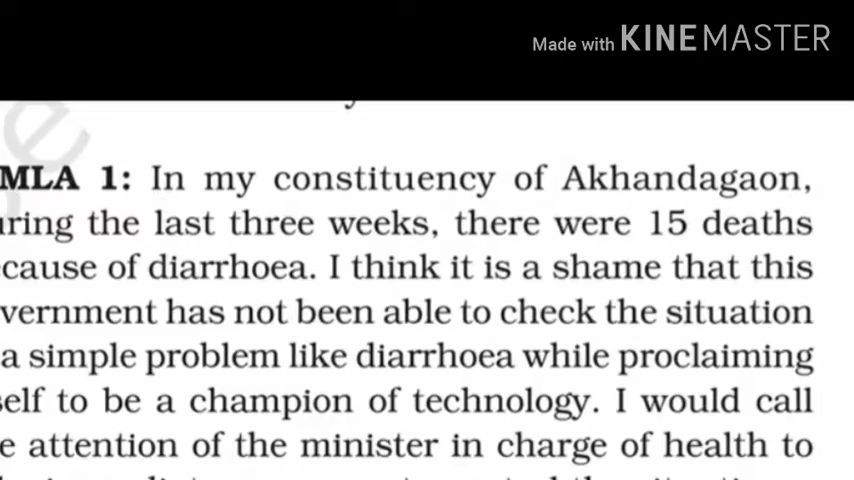 Made with KINEMASTER
MLA 1: In my constituency of Akhandagaon,
uring the last three weeks, there were 15 deaths
cause of diarrhoea. I think it is a shame that this
vernment has not been able to check the situation
a simple problem like diarrhoea while proclaiming
self to be a champion of technology. I would call
e attention of the minister in charge of health to